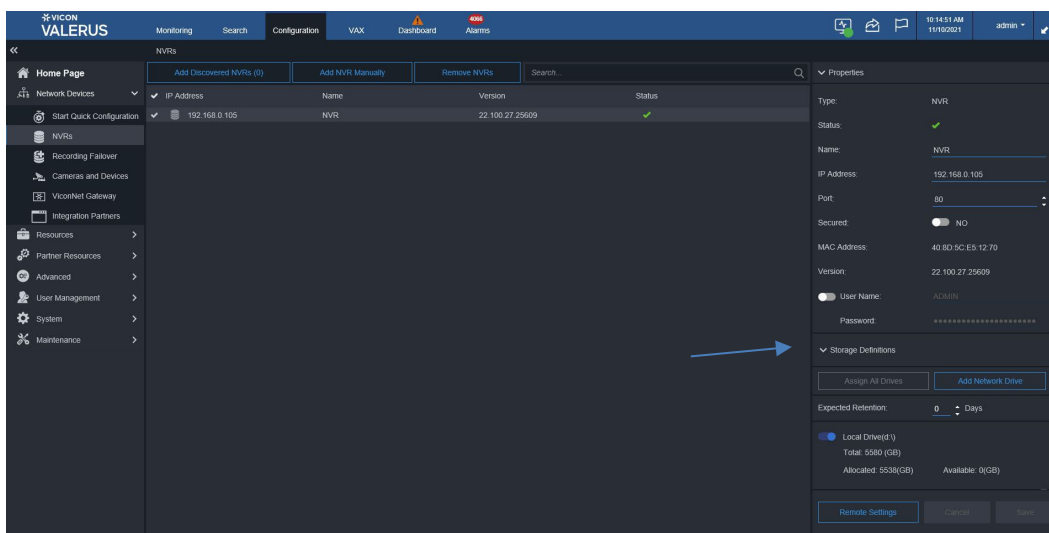 VICON
VALERUS
Monitoring
Search
Configuration
VAX
Dashboard
4066
Alarms
10:14:51 AM
11/10/2021
admin
NVRs
Home Page
Network Devices
Start Quick Configuration
NVRs
Recording Failover
Cameras and Devices
ViconNet Gateway
Integration Partners
Resources
Partner Resources
Advanced
User Management
System
Maintenance
Add Discovered NVRs (0)
Add NVR Manually
Remove NVRs
Search...
IP Address Name Version Status
192.168.0.105 NVR 22.100.27.25609
Properties
Type: NVR
Status:
Name: NVR
IP Address: 192.168.0.105
Port: 80
Secured: NO
MAC Address: 40:8D:5C:E5:12:70
Version: 22.100.27.25609
User Name: ADMIN
Password:
Storage Definitions
Assign All Drives
Add Network Drive
Expected Retention: 0 Days
Local Drive(d:\)
Total: 5580 (GB)
Allocated: 5538(GB) Available: 0(GB)
Remote Settings
Cancel
Save